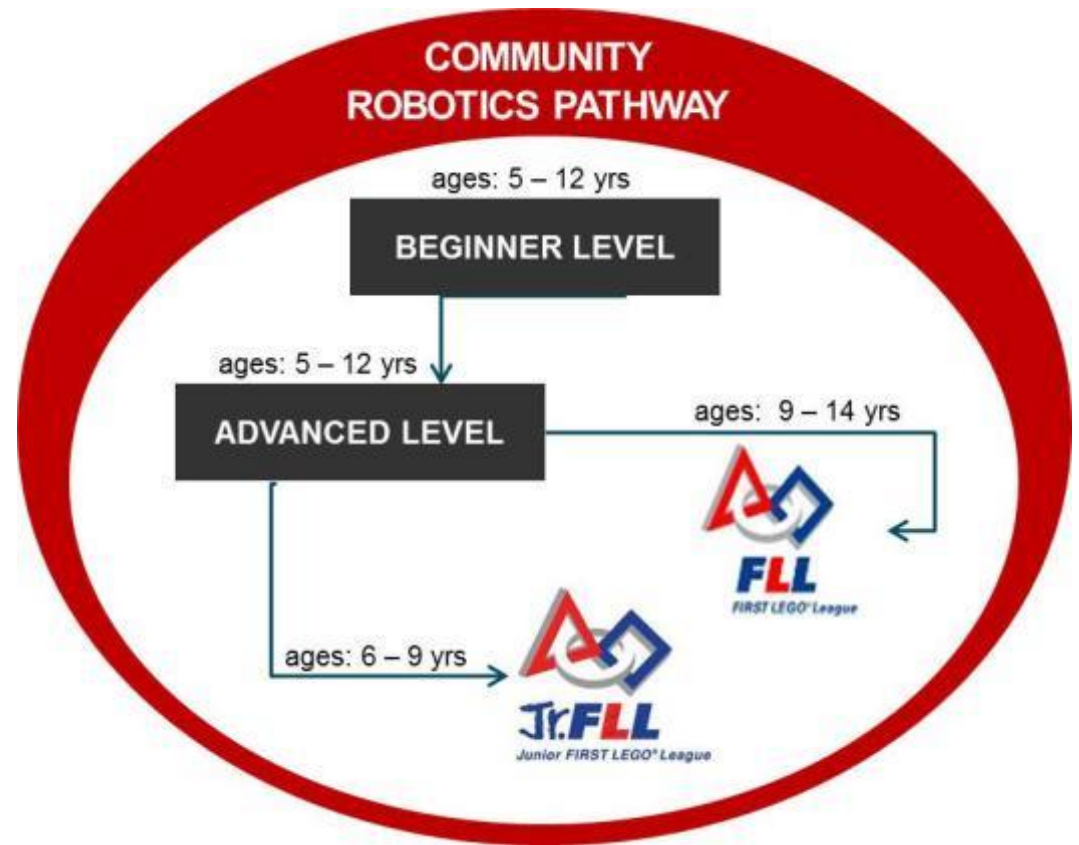 COMMUNITY
ROBOTICS PATHWAY
ages: 5 – 12 yrs
BEGINNER LEVEL
ages: 5 – 12 yrs
ADVANCED LEVEL
ages:  9 – 14 yrs
FLL
FIRST LEGO® League
ages: 6 – 9 yrs
Jr.FLL
Junior FIRST LEGO® League